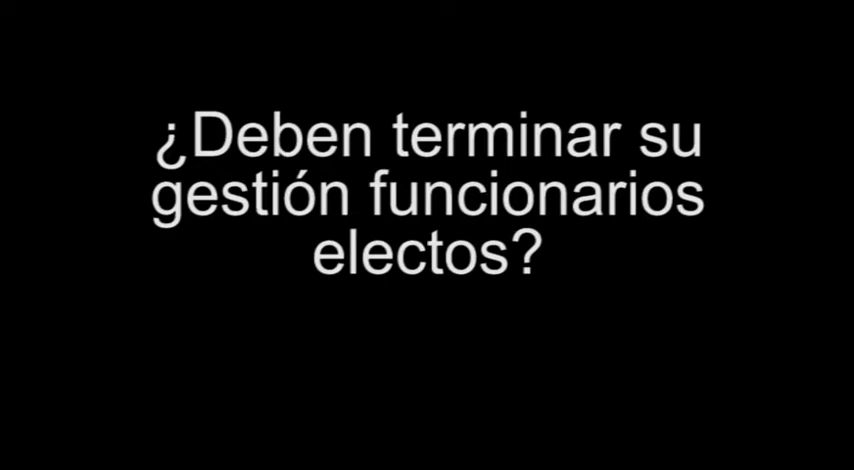 ¿Deben terminar su
gestión funcionarios
electos?